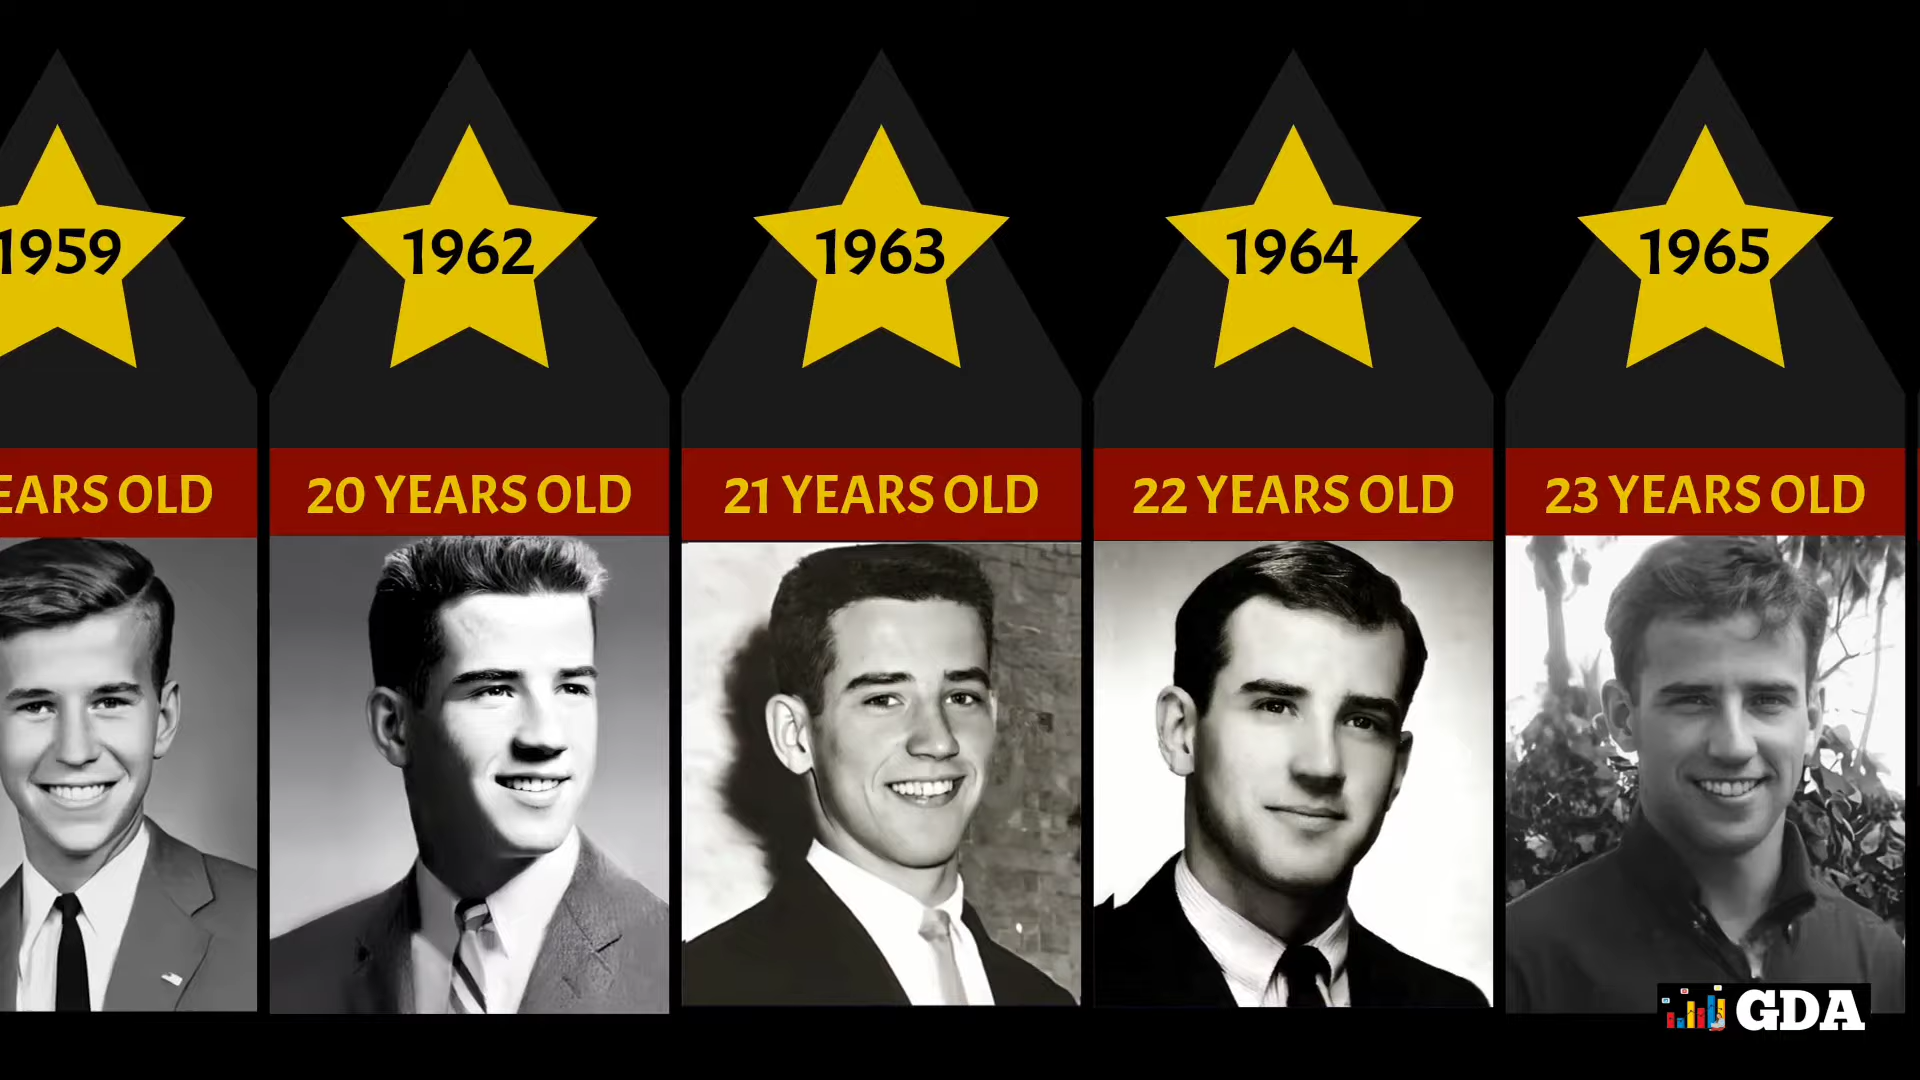 1959
1962
1963
1964
1965
EARS OLD
20 YEARS OLD
21 YEARS OLD
22 YEARS OLD
23 YEARS OLD
GDA